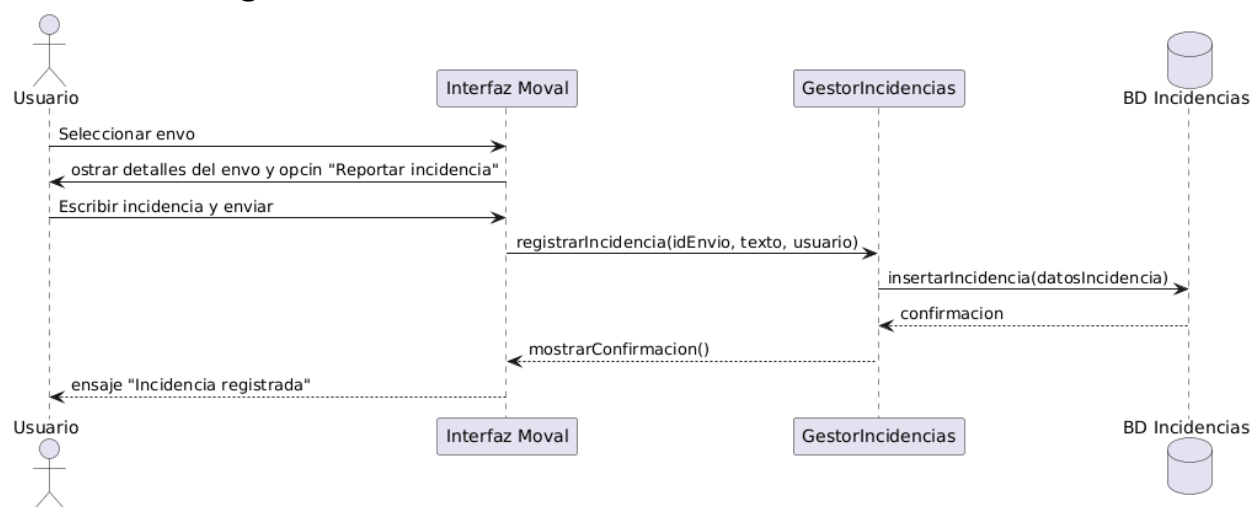 Usuario
Interfaz Moval
GestorIncidencias
BD Incidencias
Seleccionar envo
ostrar detalles del envo y opcin "Reportar incidencia"
Escribir incidencia y enviar
registrarIncidencia(idEnvio, texto, usuario)
insertarIncidencia(datosIncidencia)
confirmacion
mostrarConfirmacion()
ensaje "Incidencia registrada"
Usuario
Interfaz Moval
GestorIncidencias
BD Incidencias